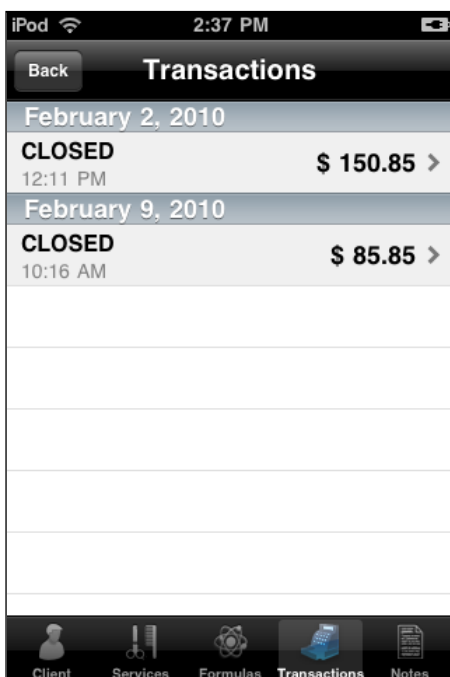 iPod 2:37 PM
Back Transactions
February 2, 2010
CLOSED
12:11 PM
$ 150.85
February 9, 2010
CLOSED
10:16 AM
$ 85.85
Client Services Formulas Transactions Notes